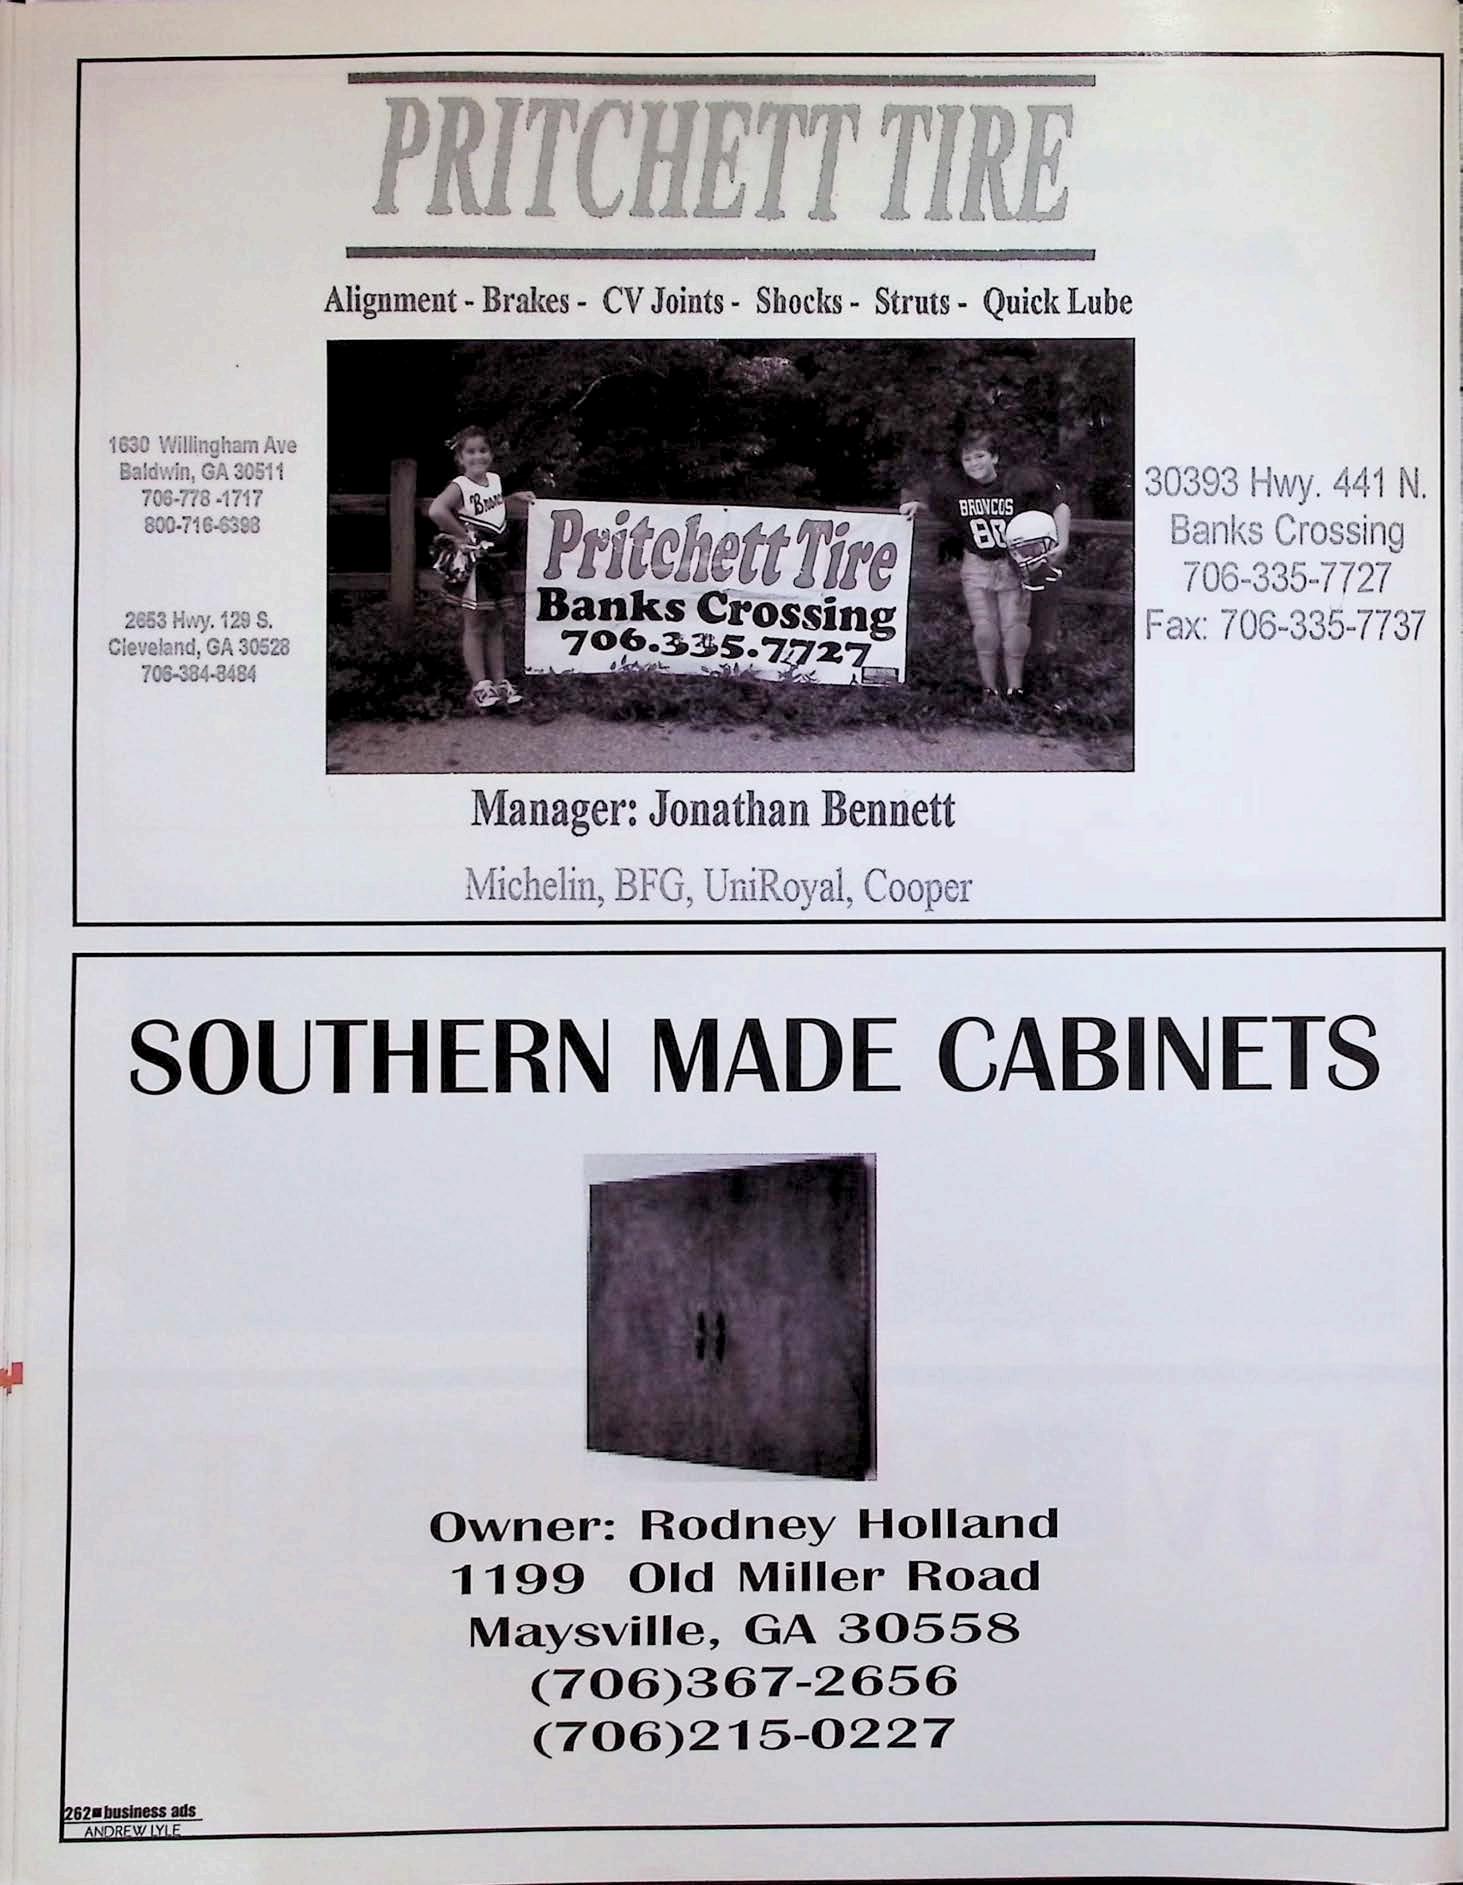 PRITCHETT TIRE
Alignment - Brakes - CV Joints - Shocks - Struts - Quick Lube
1630 Willingham Ave
Baldwin, GA 30511
706-778 -1717
800-716-6398
2653 Hwy. 129 S.
Cleveland, GA 30528
706-384-8484
Bronco
Pritchett Tire
Banks Crossing
706.335.7727
BRONCOS
80
30393 Hwy. 441 N.
Banks Crossing
706-335-7727
Fax: 706-335-7737
Manager: Jonathan Bennett
Michelin, BFG, UniRoyal, Cooper
SOUTHERN MADE CABINETS
Owner: Rodney Holland
1199 Old Miller Road
Maysville, GA 30558
(706)367-2656
(706)215-0227
262■business ads
ANDREW LYLE